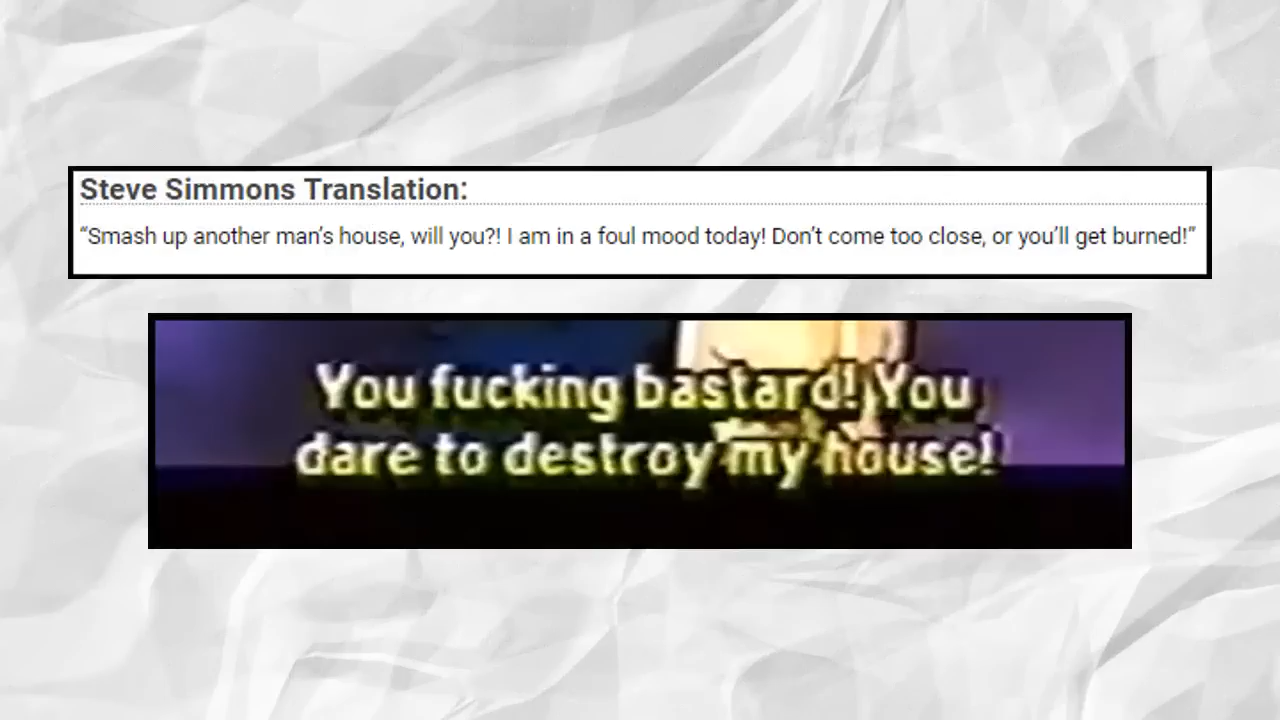 Steve Simmons Translation:
“Smash up another man’s house, will you?! I am in a foul mood today! Don’t come too close, or you’ll get burned!”
You fucking bastard! You
dare to destroy my house!